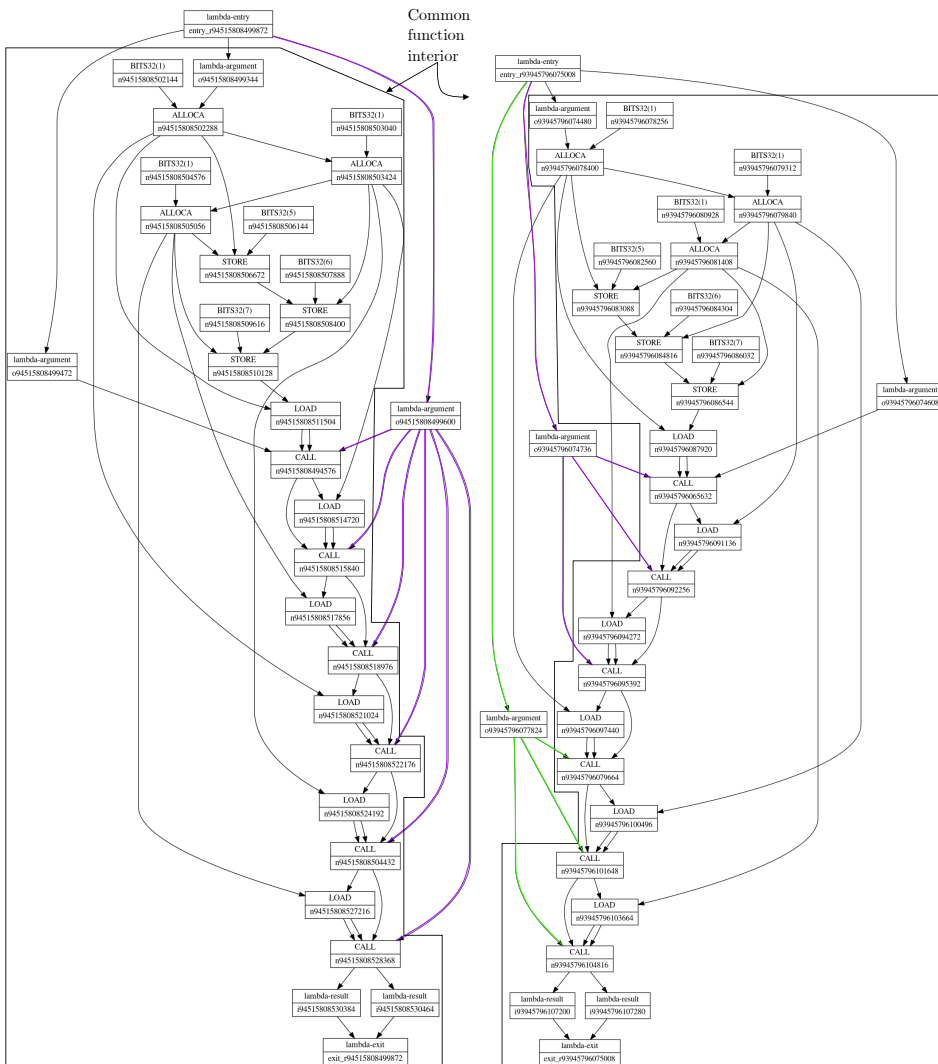 lambda-entry
entry_r94515808499872
Common
function
interior
BITS32(1)
n94515808502144
lambda-argument
o94515808499344
ALLOCA
n94515808502288
BITS32(1)
n94515808503040
BITS32(1)
n94515808504576
ALLOCA
n94515808503424
ALLOCA
n94515808505056
BITS32(5)
n94515808506144
STORE
n94515808506672
BITS32(6)
n94515808507888
BITS32(7)
n94515808509616
STORE
n94515808508400
lambda-argument
o94515808499472
STORE
n94515808510128
LOAD
n94515808511504
lambda-argument
o94515808499600
CALL
n94515808494576
LOAD
n94515808514720
CALL
n94515808515840
LOAD
n94515808517856
CALL
n94515808518976
LOAD
n94515808521024
CALL
n94515808522176
LOAD
n94515808524192
CALL
n94515808504432
LOAD
n94515808527216
CALL
n94515808528368
lambda-result
i94515808530384
lambda-result
i94515808530464
lambda-exit
exit_r94515808499872
lambda-entry
entry_r93945796075008
lambda-argument
o93945796074480
BITS32(1)
n93945796078256
ALLOCA
n93945796078400
BITS32(1)
n93945796079312
BITS32(1)
n93945796080928
ALLOCA
n93945796079840
BITS32(5)
n93945796082560
ALLOCA
n93945796081408
STORE
n93945796083088
BITS32(6)
n93945796084304
STORE
n93945796084816
BITS32(7)
n93945796086032
STORE
n93945796086544
lambda-argument
o93945796074608
lambda-argument
o93945796074736
LOAD
n93945796087920
CALL
n93945796065632
LOAD
n93945796091136
CALL
n93945796092256
LOAD
n93945796094272
CALL
n93945796095392
lambda-argument
o93945796077824
LOAD
n93945796097440
CALL
n93945796079664
LOAD
n93945796100496
CALL
n93945796101648
LOAD
n93945796103664
CALL
n93945796104816
lambda-result
i93945796107200
lambda-result
i93945796107280
lambda-exit
exit_r93945796075008